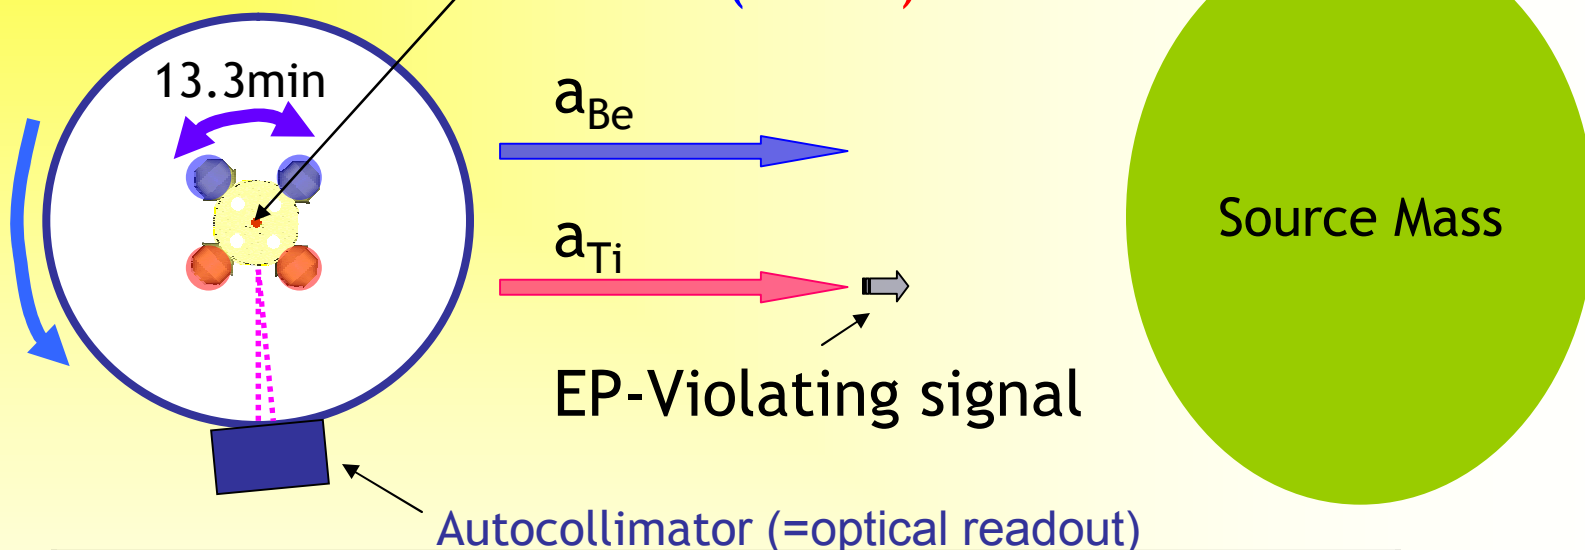 13.3min
a_Be
a_Ti
Source Mass
EP-Violating signal
Autocollimator (=optical readout)